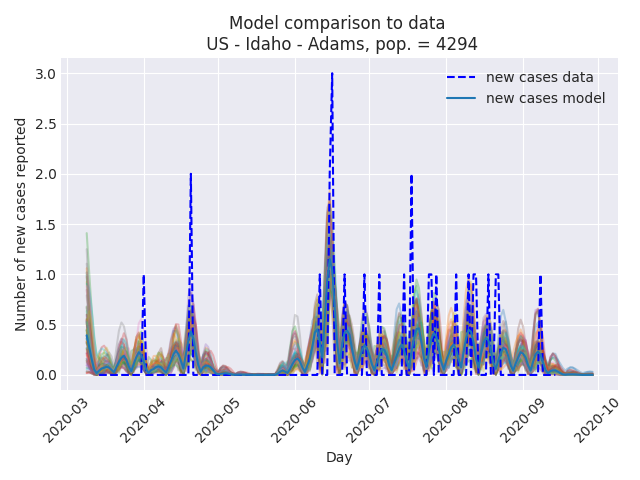 Model comparison to data
US - Idaho - Adams, pop. = 4294
new cases data
new cases model
Number of new cases reported
3.0
2.5
2.0
1.5
1.0
0.5
0.0
2020-03
2020-04
2020-05
2020-06
2020-07
2020-08
2020-09
2020-10
Day